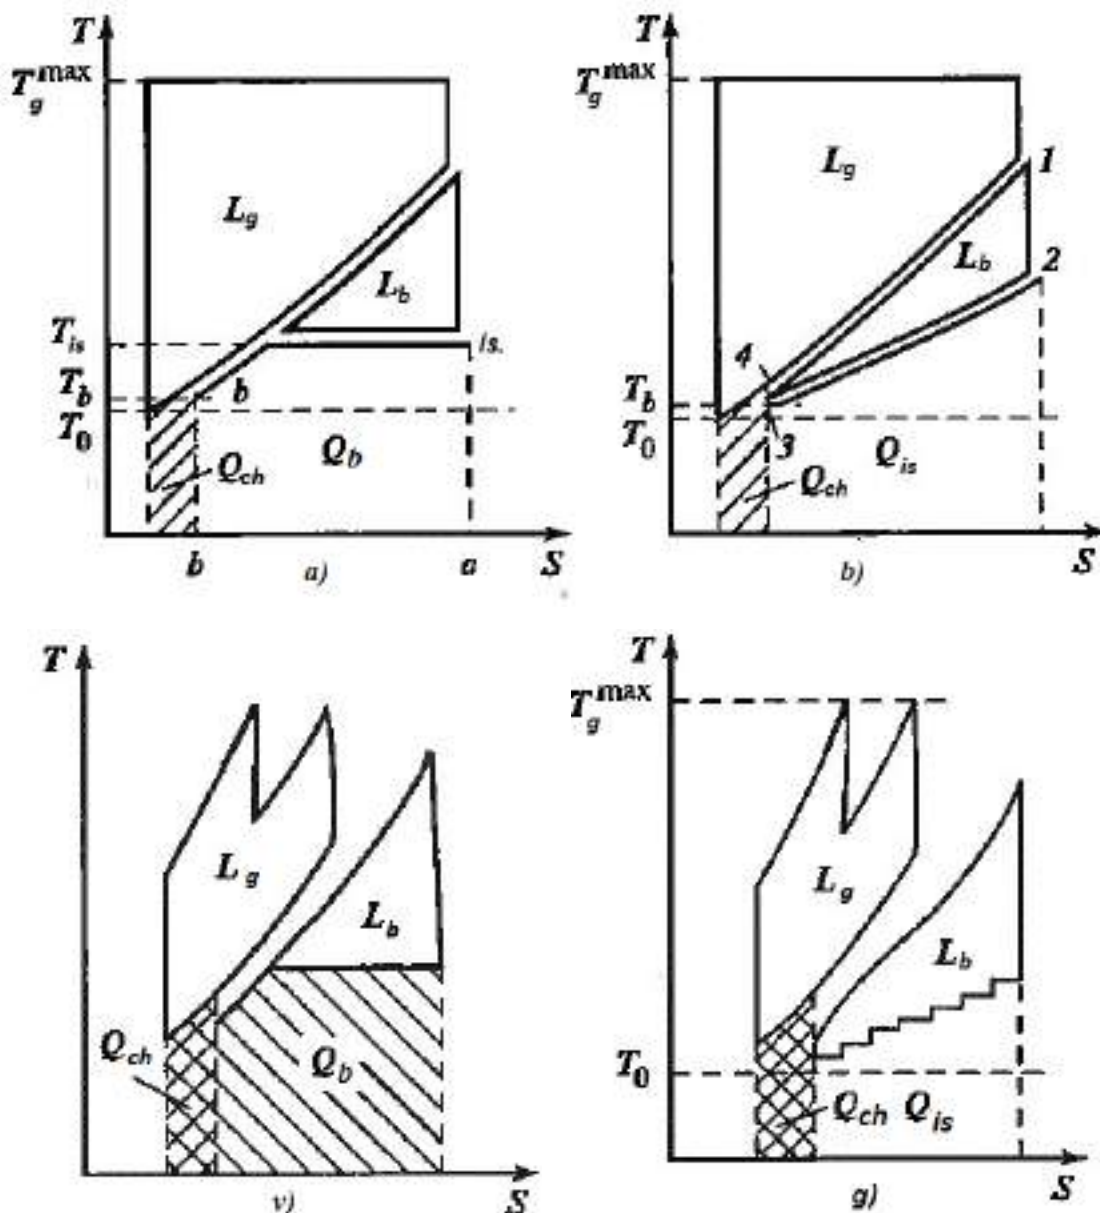 T
T_g^max
L_g
L_b
T_is
is.
T_b
b
T_0
Q_b
Q_ch
b
a
S
a)
T
T_g^max
L_g
1
L_b
2
4
T_b
T_0
3
Q_is
Q_ch
S
b)
T
L_g
L_b
Q_ch
Q_b
S
v)
T
T_g^max
L_g
L_b
T_0
Q_ch Q_is
S
g)